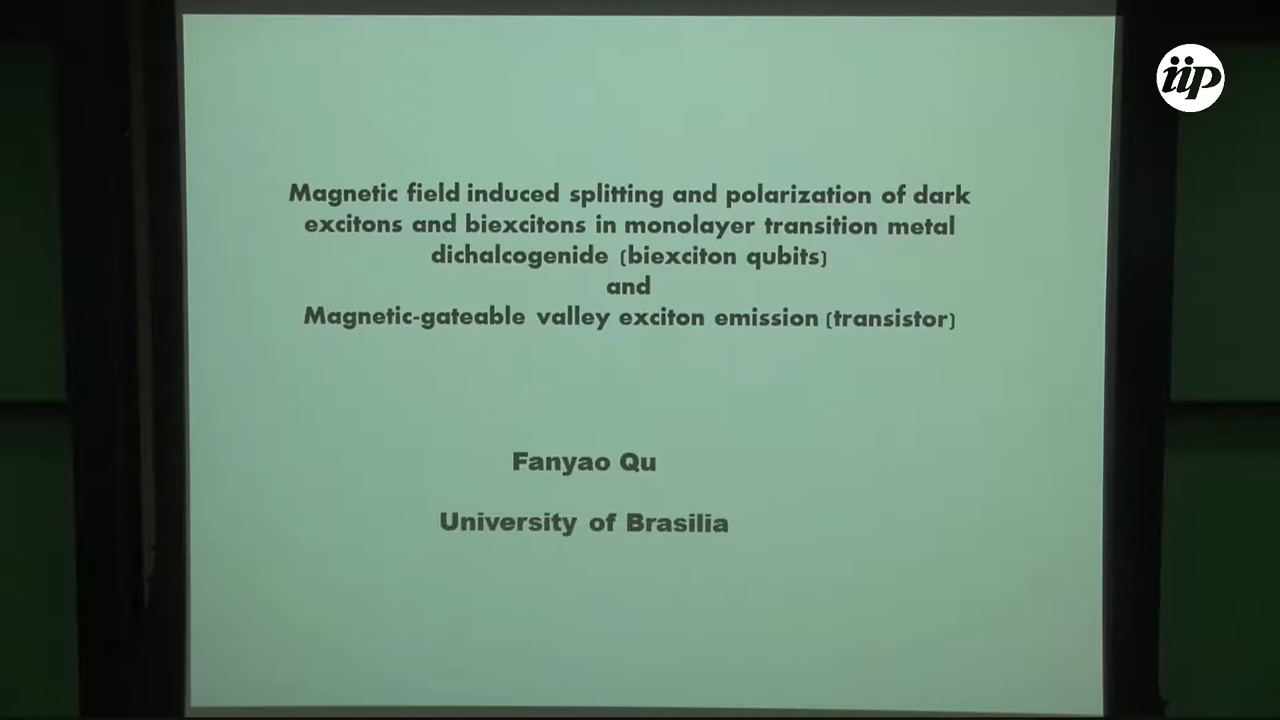 iip
Magnetic field induced splitting and polarization of dark
excitons and biexcitons in monolayer transition metal
dichalcogenide (biexciton qubits)
and
Magnetic-gateable valley exciton emission (transistor)
Fanyao Qu
University of Brasilia